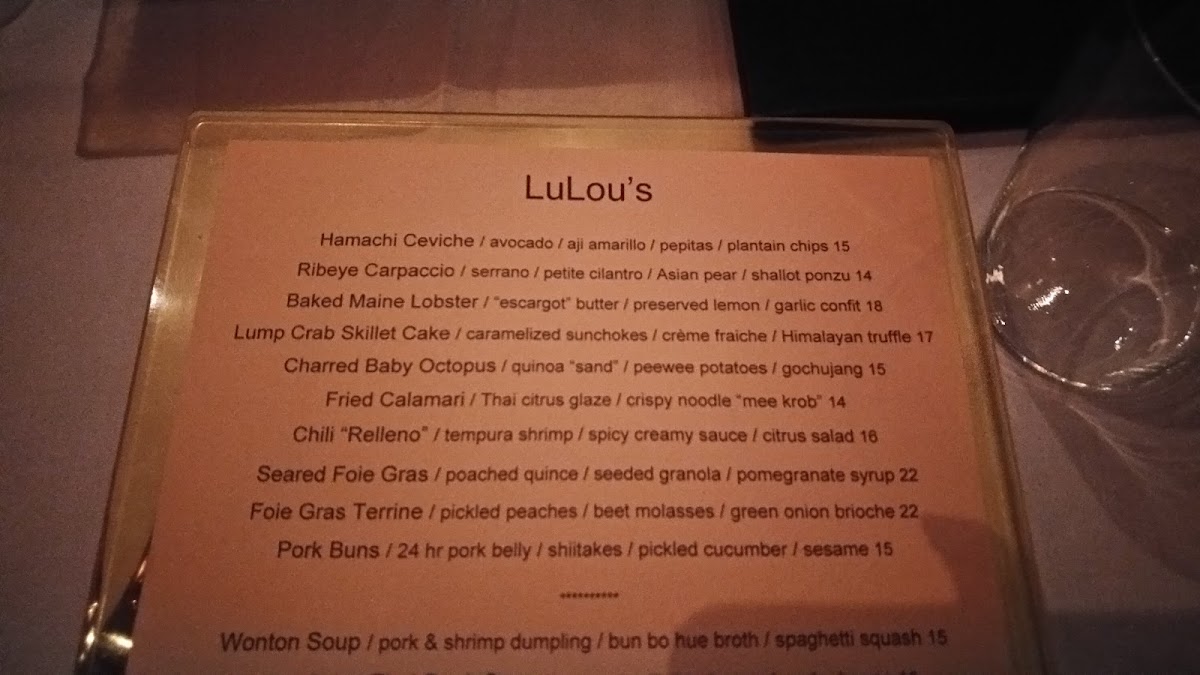 LuLou's
Hamachi Ceviche / avocado / aji amarillo / pepitas / plantain chips 15
Ribeye Carpaccio / serrano / petite cilantro / Asian pear / shallot ponzu 14
Baked Maine Lobster / “escargot” butter / preserved lemon / garlic confit 18
Lump Crab Skillet Cake / caramelized sunchokes / crème fraiche / Himalayan truffle 17
Charred Baby Octopus / quinoa “sand” / peewee potatoes / gochujang 15
Fried Calamari / Thai citrus glaze / crispy noodle “mee krob” 14
Chili “Relleno” / tempura shrimp / spicy creamy sauce / citrus salad 16
Seared Foie Gras / poached quince / seeded granola / pomegranate syrup 22
Foie Gras Terrine / pickled peaches / beet molasses / green onion brioche 22
Pork Buns / 24 hr pork belly / shiitakes / pickled cucumber / sesame 15
**********
Wonton Soup / pork & shrimp dumpling / bun bo hue broth / spaghetti squash 15